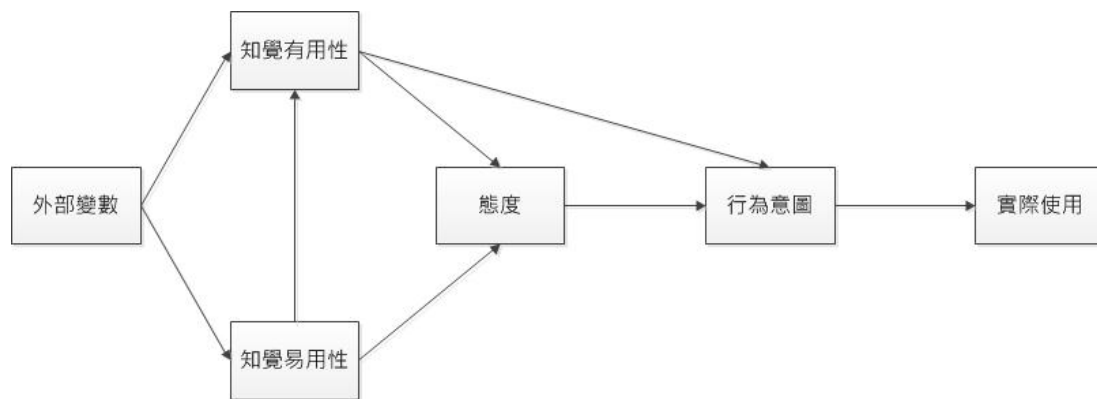 知覺有用性
外部變數
態度
行為意圖
實際使用
知覺易用性